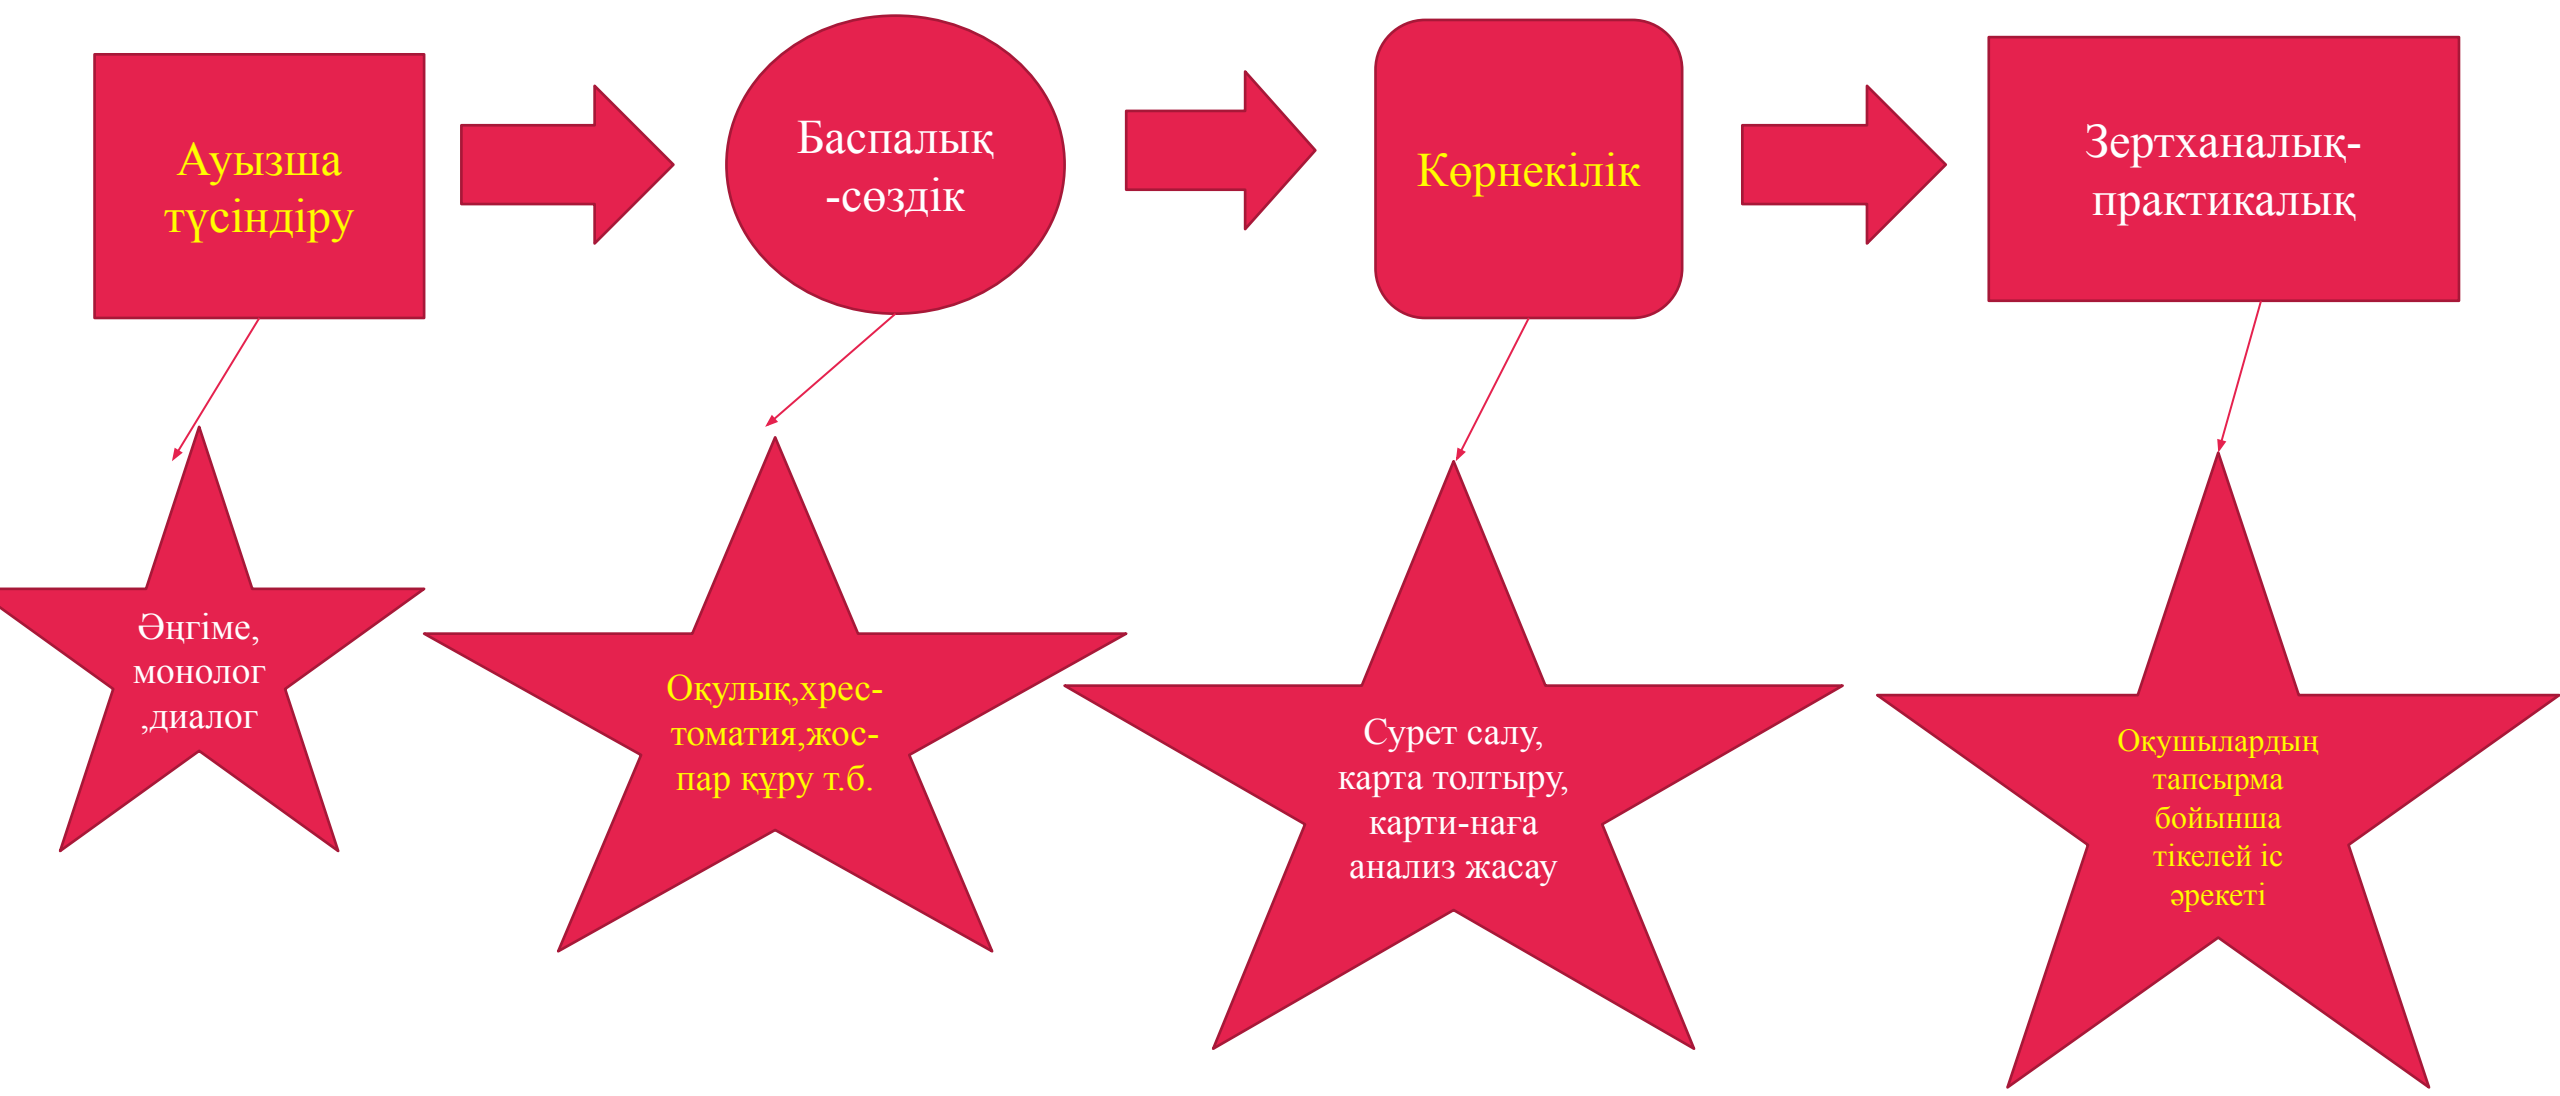 Ауызша
түсіндіру
Баспалық
-сөздік
Көрнекілік
Зертханалық-
практикалық
Әңгіме,
монолог
,диалог
Оқулық,хрес-
томатия,жос-
пар құру т.б.
Сурет салу,
карта толтыру,
карти-наға
анализ жасау
Оқушылардың
тапсырма
бойынша
тікелей іс
әрекеті